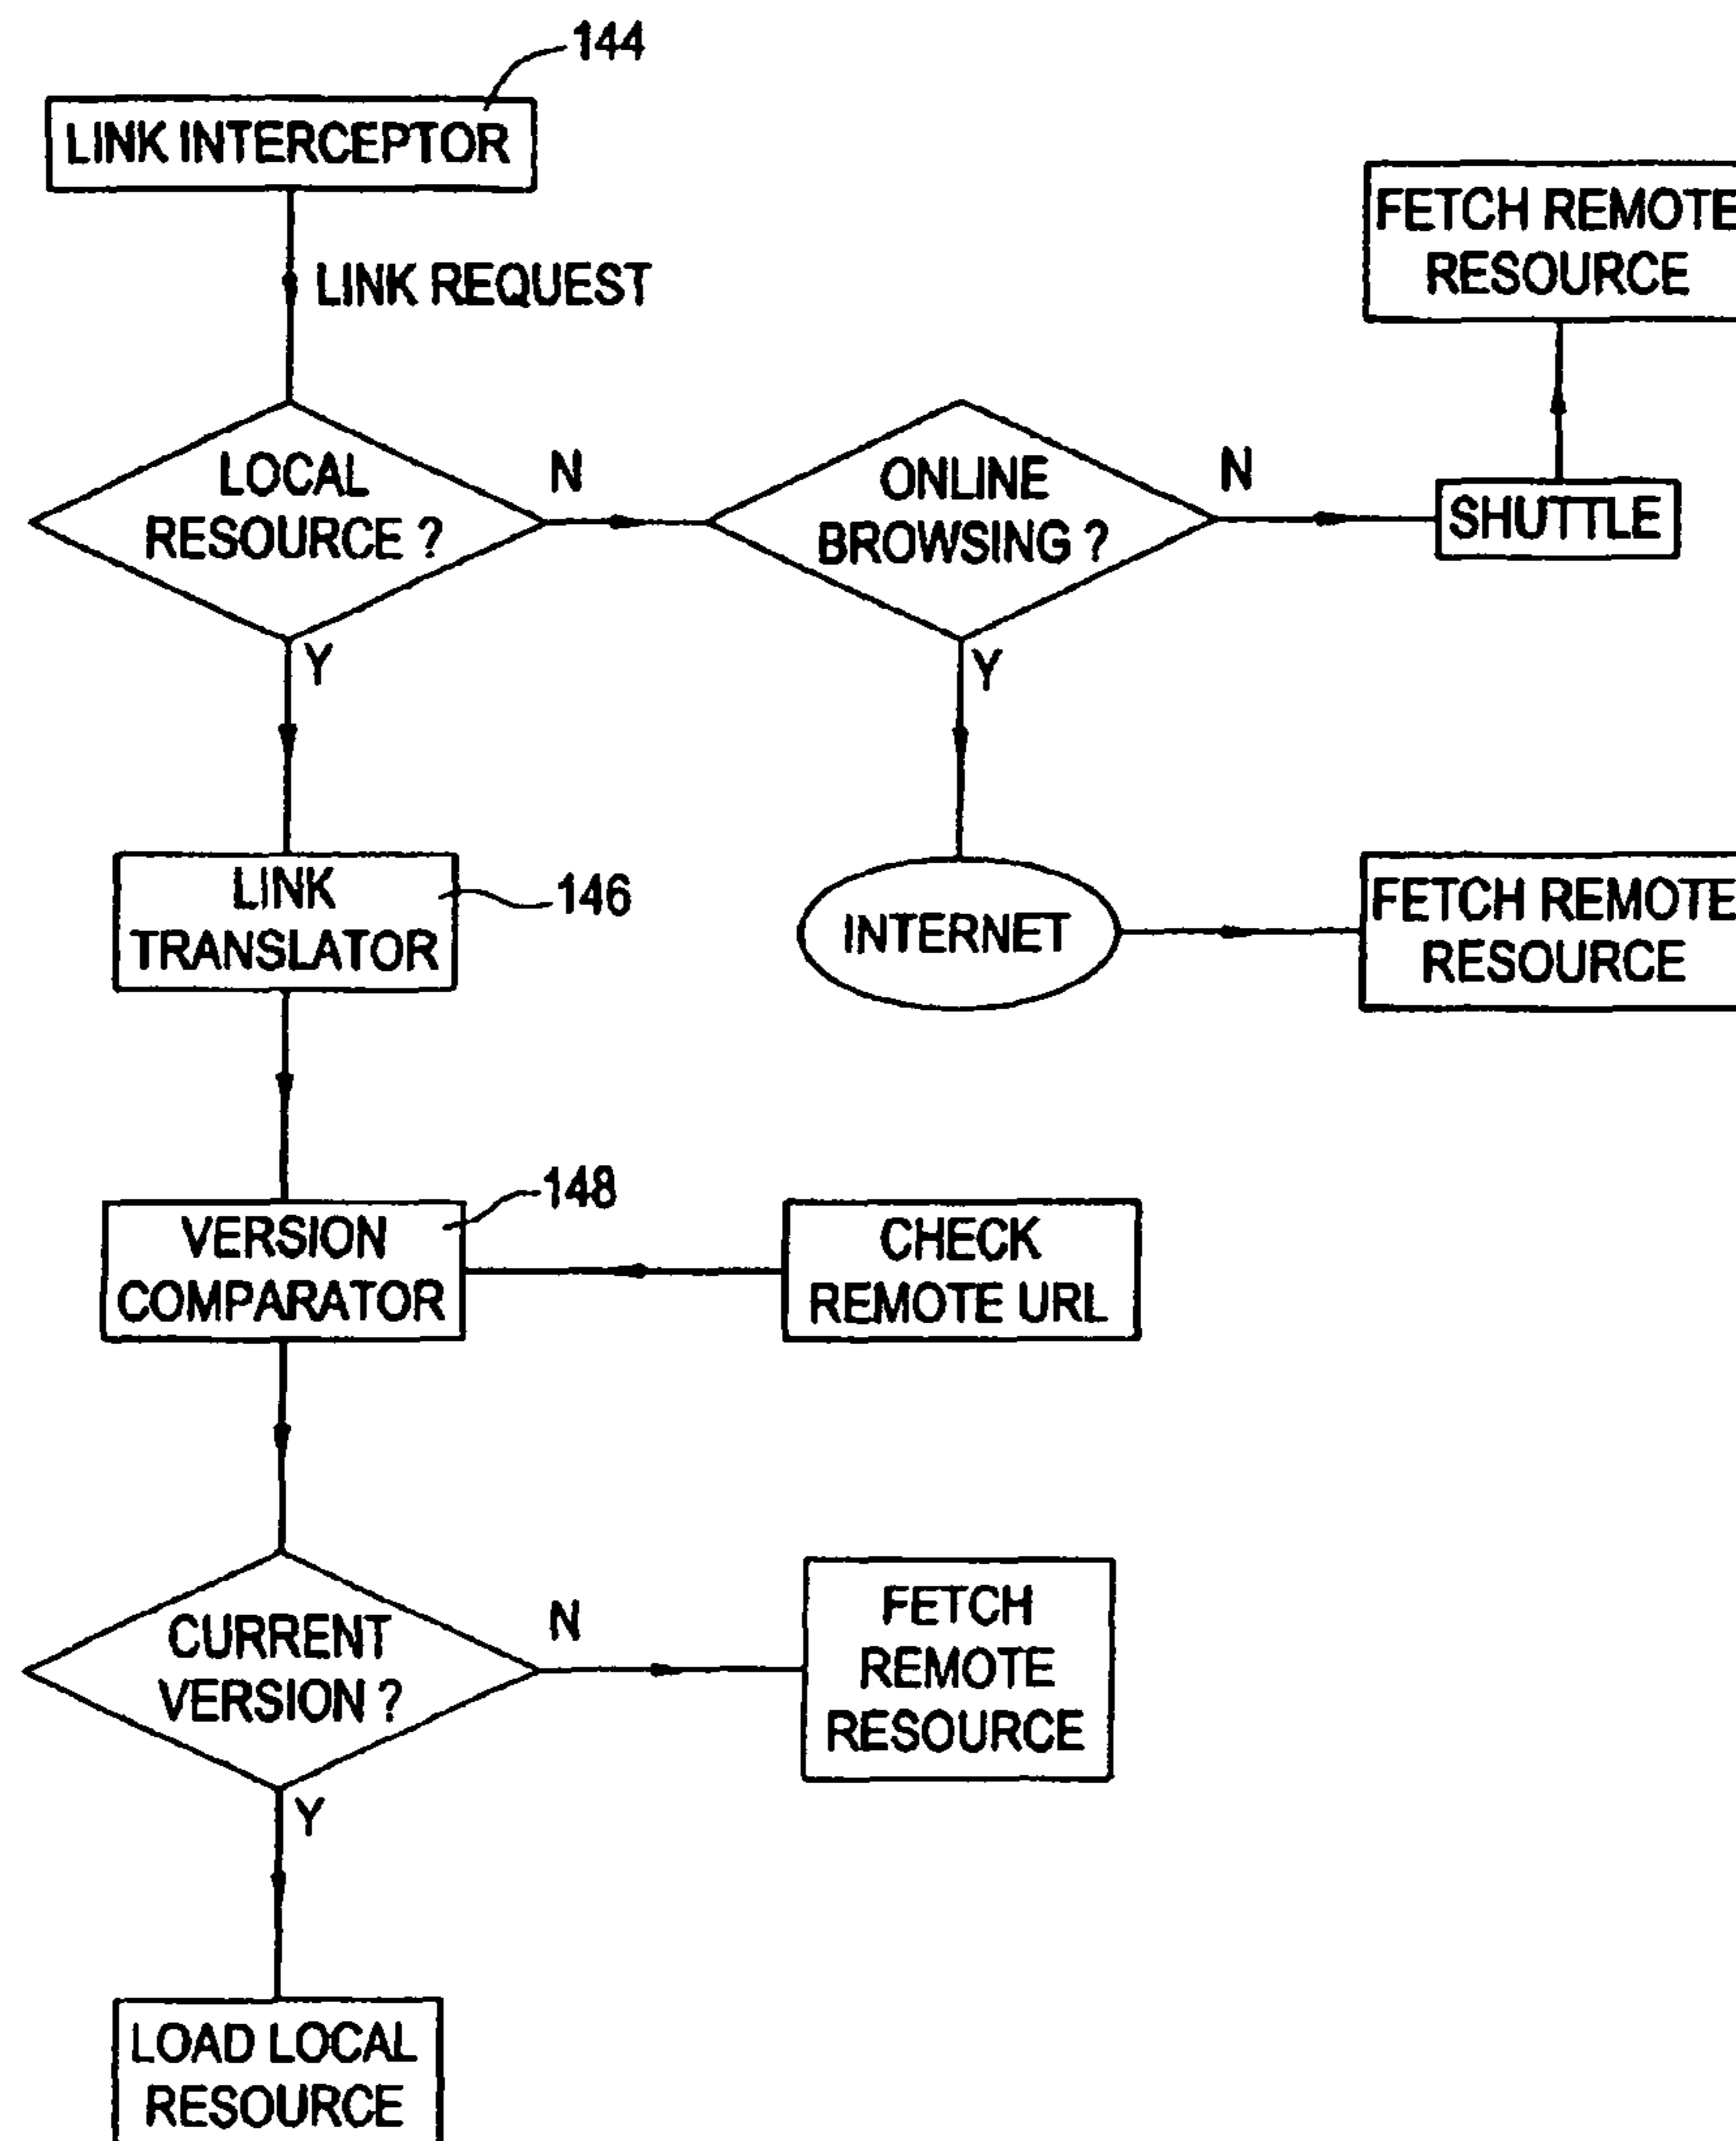 144
LINK INTERCEPTOR
LINK REQUEST
FETCH REMOTE
RESOURCE
LOCAL
RESOURCE ?
N
ONLINE
BROWSING ?
N
SHUTTLE
Y
Y
LINK
TRANSLATOR
146
INTERNET
FETCH REMOTE
RESOURCE
VERSION
COMPARATOR
148
CHECK
REMOTE URL
CURRENT
VERSION ?
N
FETCH
REMOTE
RESOURCE
Y
LOAD LOCAL
RESOURCE